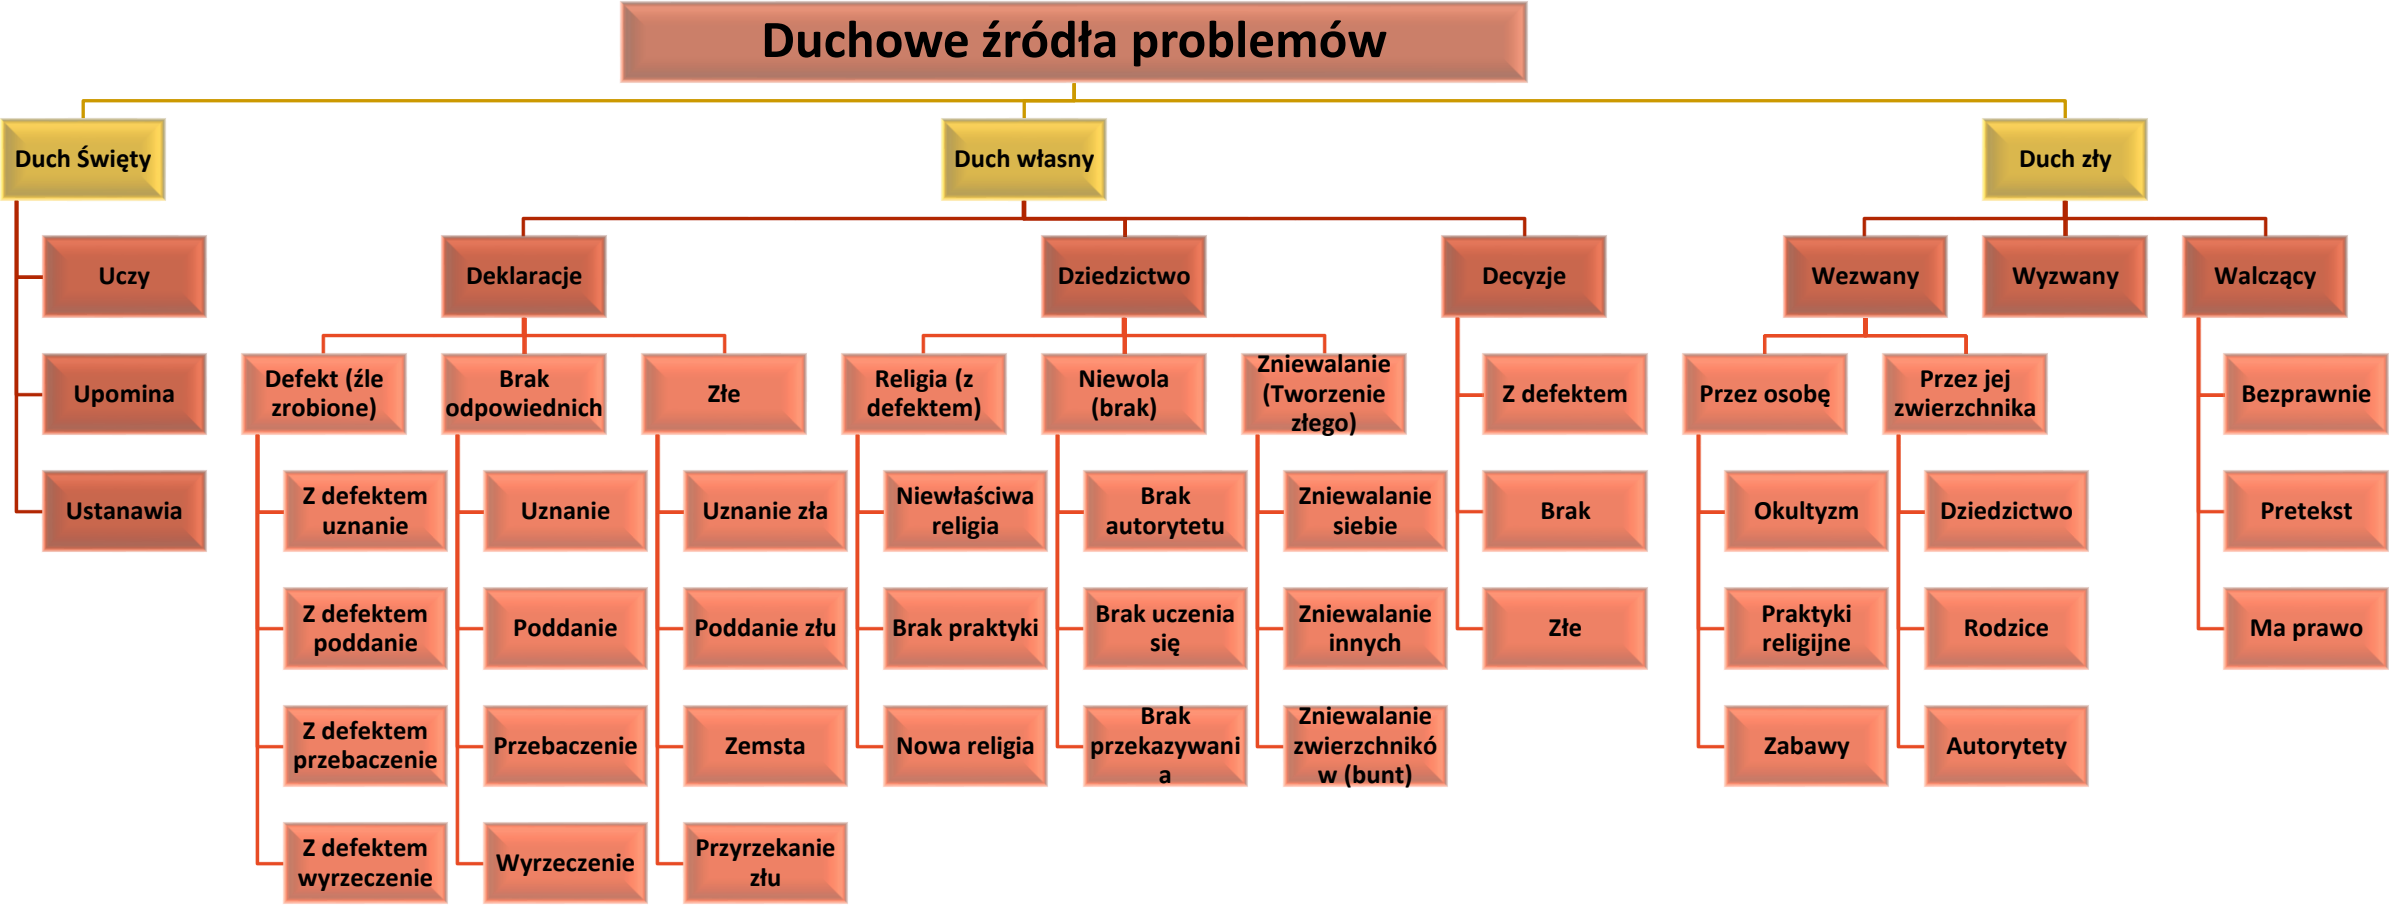 Duchowe źródła problemów
Duch Święty
Uczy
Upomina
Ustanawia
Duch własny
Deklaracje
Defekt (źle
zrobione)
Z defektem
uznanie
Z defektem
poddanie
Z defektem
przebaczenie
Z defektem
wyrzeczenie
Brak
odpowiednich
Uznanie
Poddanie
Przebaczenie
Wyrzeczenie
Złe
Uznanie zła
Poddanie złu
Zemsta
Przyrzekanie
złu
Dziedzictwo
Religia (z
defektem)
Niewłaściwa
religia
Brak praktyki
Nowa religia
Niewola
(brak)
Brak
autorytetu
Brak uczenia
się
Brak
przekazywani
a
Zniewalanie
(Tworzenie
złego)
Zniewalanie
siebie
Zniewalanie
innych
Zniewalanie
zwierzchnikó
w (bunt)
Decyzje
Z defektem
Brak
Złe
Duch zły
Wezwany
Przez osobę
Okultyzm
Praktyki
religijne
Zabawy
Przez jej
zwierzchnika
Dziedzictwo
Rodzice
Autorytety
Wyzwany
Walczący
Bezprawnie
Pretekst
Ma prawo